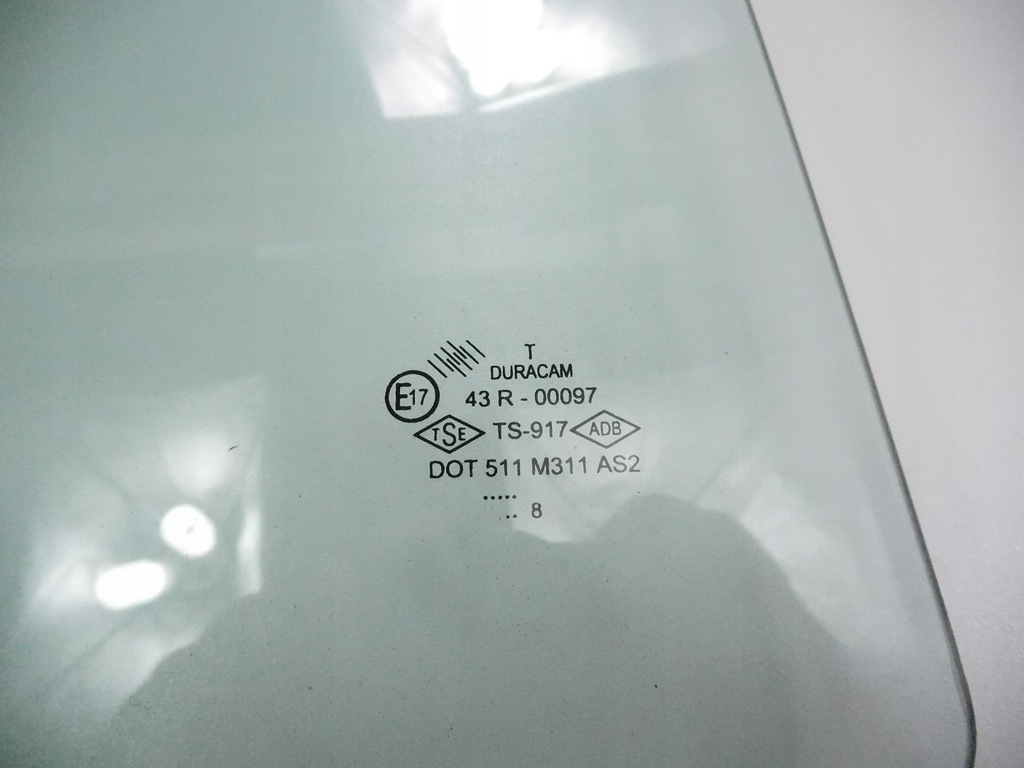 T
DURACAM
E17 43 R - 00097
TSE TS-917 ADB
DOT 511 M311 AS2
.....
.. 8